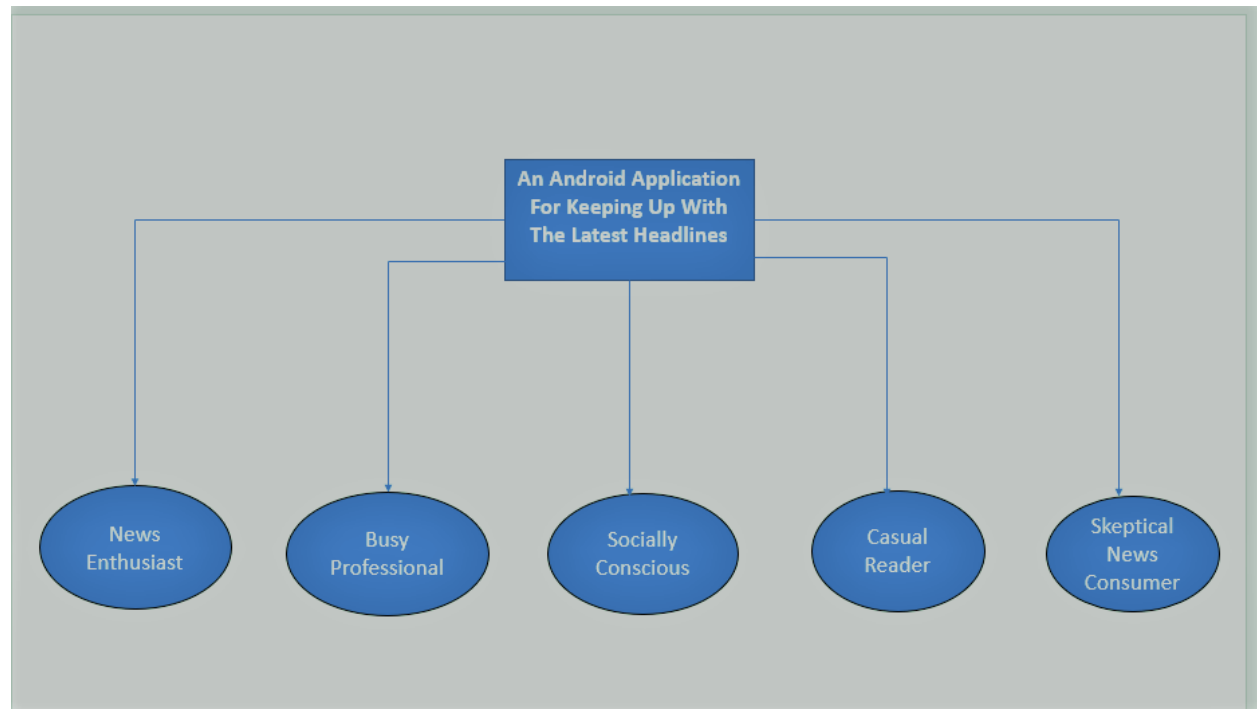 An Android Application
For Keeping Up With
The Latest Headlines
News
Enthusiast
Busy
Professional
Socially
Conscious
Casual
Reader
Skeptical
News
Consumer